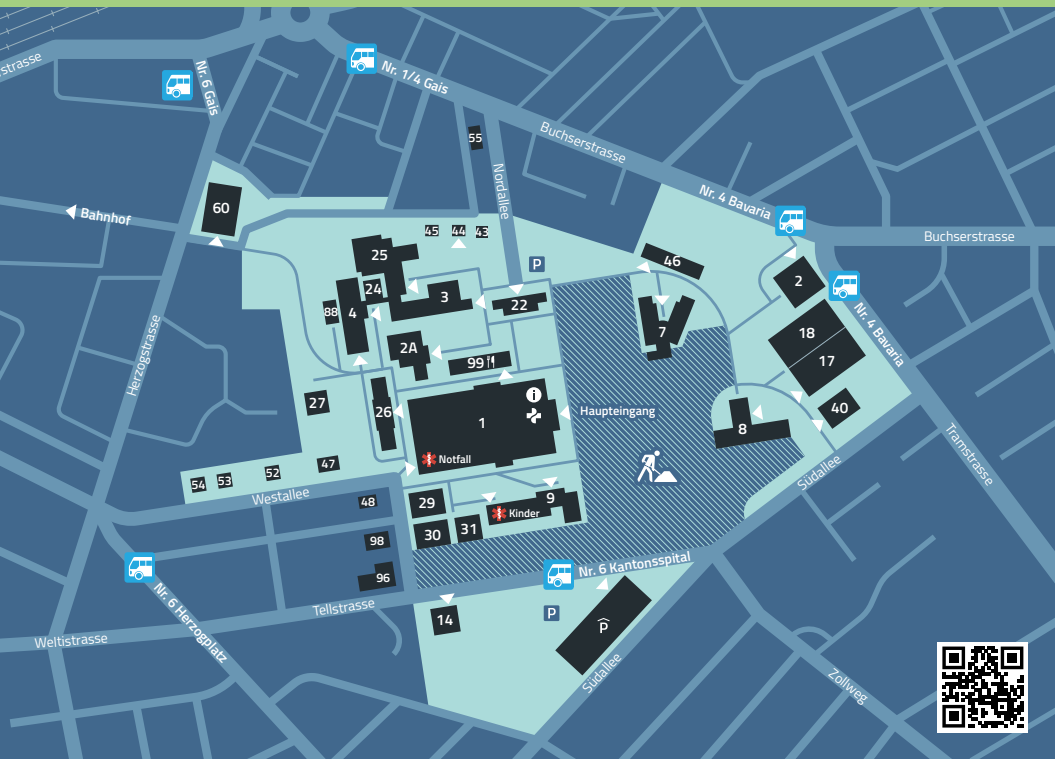 strasse
Nr. 6 Gais
Nr. 1/4 Gais
Buchserstrasse
55
Nordallee
60
Bahnhof
Nr. 4 Bavaria
Buchserstrasse
45
44
43
25
P
46
2
24
3
22
88
4
7
18
17
Nr. 4 Bavaria
2A
99
Herzogstrasse
27
26
1
i
Haupteingang
8
40
Notfall
54
53
52
47
Westallee
48
29
9
Kinder
30
31
98
96
Südallee
Tramstrasse
Nr. 6 Kantonsspital
Nr. 6 Herzogplatz
Tellstrasse
14
P
P
Weltistrasse
Südallee
Zollweg